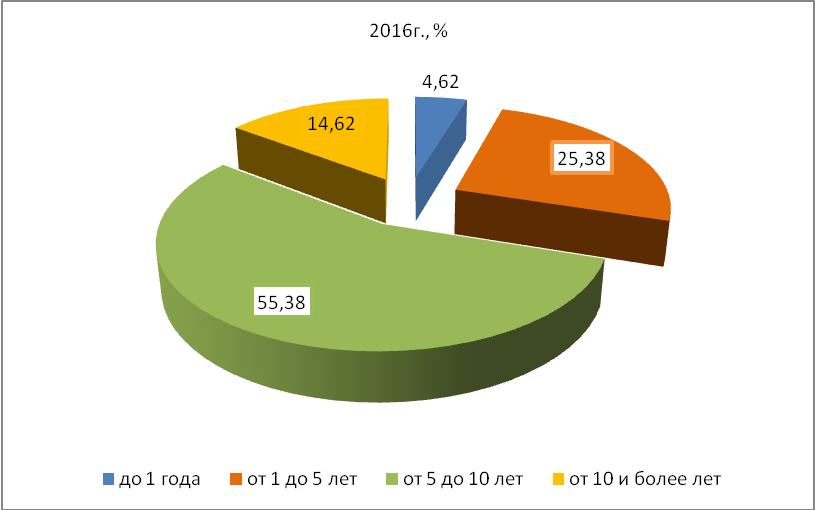 2016г., %
4,62
14,62
25,38
55,38
до 1 года от 1 до 5 лет от 5 до 10 лет от 10 и более лет